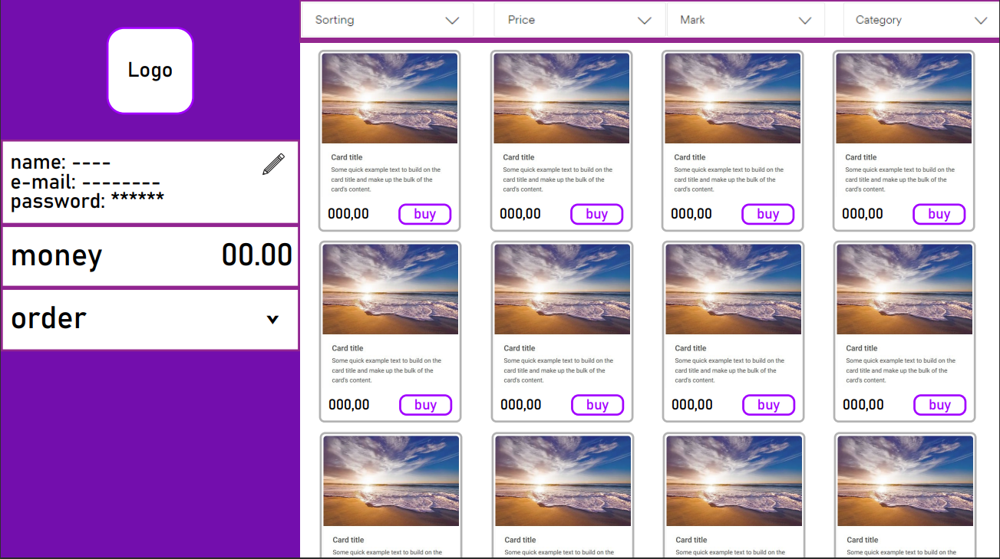 Logo
name: ----
e-mail: --------
password: ******
money 00.00
order
Sorting Price Mark Category
Card title
Some quick example text to build on the
card title and make up the bulk of the
card's content.
000,00 buy
Card title
Some quick example text to build on the
card title and make up the bulk of the
card's content.
000,00 buy
Card title
Some quick example text to build on the
card title and make up the bulk of the
card's content.
000,00 buy
Card title
Some quick example text to build on the
card title and make up the bulk of the
card's content.
000,00 buy
Card title
Some quick example text to build on the
card title and make up the bulk of the
card's content.
000,00 buy
Card title
Some quick example text to build on the
card title and make up the bulk of the
card's content.
000,00 buy
Card title
Some quick example text to build on the
card title and make up the bulk of the
card's content.
000,00 buy
Card title
Some quick example text to build on the
card title and make up the bulk of the
card's content.
000,00 buy
Card title
Some quick example text to build on the
Card title
Some quick example text to build on the
Card title
Some quick example text to build on the
Card title
Some quick example text to build on the